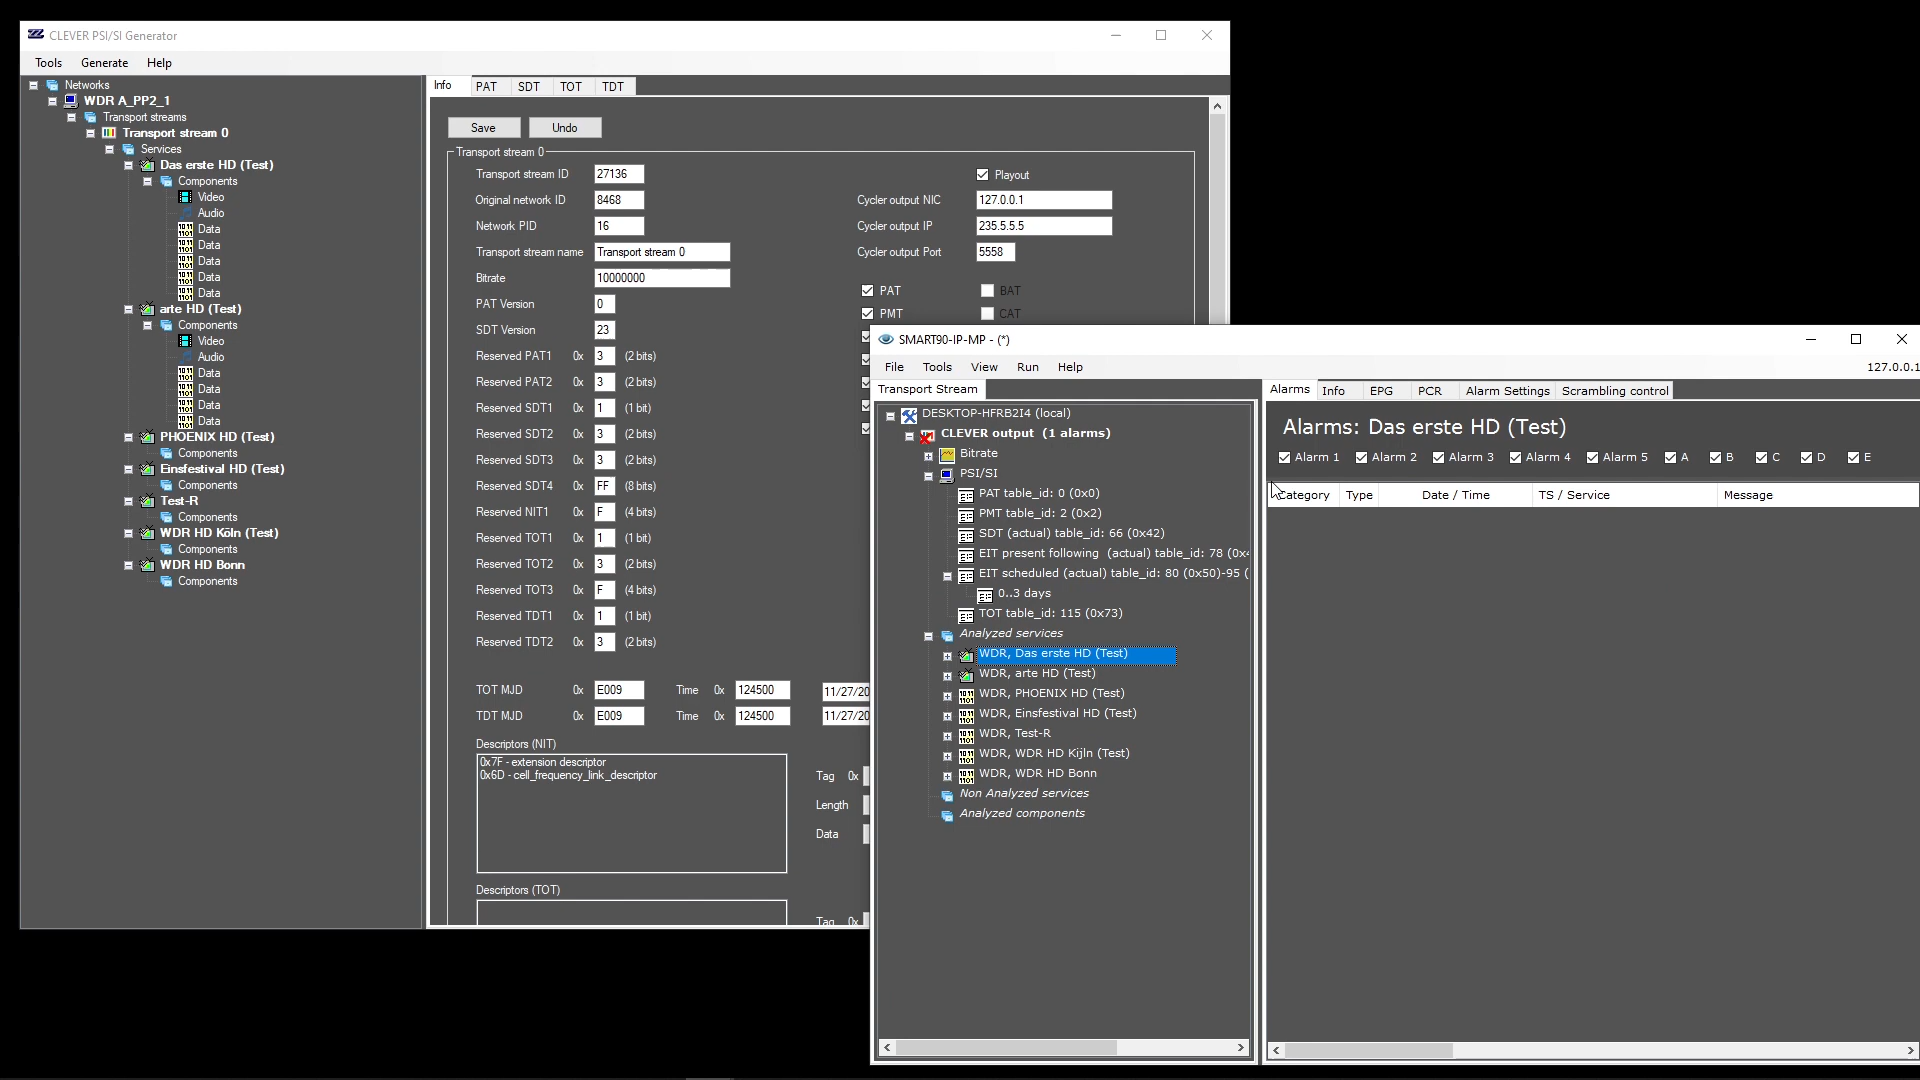 CLEVER PSI/SI Generator
Tools Generate Help
Networks
WDR A_PP2_1
Transport streams
Transport stream 0
Services
Das erste HD (Test)
Components
Video
Audio
Data
Data
Data
Data
Data
arte HD (Test)
Components
Video
Audio
Data
Data
Data
Data
PHOENIX HD (Test)
Components
Einsfestival HD (Test)
Components
Test-R
Components
WDR HD Köln (Test)
Components
WDR HD Bonn
Components
Info PAT SDT TOT TDT
Save Undo
Transport stream 0
Transport stream ID 27136
Original network ID 8468
Network PID 16
Transport stream name Transport stream 0
Bitrate 10000000
PAT Version 0
SDT Version 23
Reserved PAT1 0x 3 (2 bits)
Reserved PAT2 0x 3 (2 bits)
Reserved SDT1 0x 1 (1 bit)
Reserved SDT2 0x 3 (2 bits)
Reserved SDT3 0x 3 (2 bits)
Reserved SDT4 0x FF (8 bits)
Reserved NIT1 0x F (4 bits)
Reserved TOT1 0x 1 (1 bit)
Reserved TOT2 0x 3 (2 bits)
Reserved TOT3 0x F (4 bits)
Reserved TDT1 0x 1 (1 bit)
Reserved TDT2 0x 3 (2 bits)
Playout
Cycler output NIC 127.0.0.1
Cycler output IP 235.5.5.5
Cycler output Port 5558
PAT BAT
PMT CAT
TOT MJD 0x E009 Time 0x 124500 11/27/20
TDT MJD 0x E009 Time 0x 124500 11/27/20
Descriptors (NIT)
0x7F - extension descriptor
0x6D - cell_frequency_link_descriptor
Tag 0x
Length
Data
Descriptors (TOT)
Tag 0x
SMART90-IP-MP - (*)
File Tools View Run Help
127.0.0.1
Transport Stream
DESKTOP-HFRB2I4 (local)
CLEVER output (1 alarms)
Bitrate
PSI/SI
PAT table_id: 0 (0x0)
PMT table_id: 2 (0x2)
SDT (actual) table_id: 66 (0x42)
EIT present following (actual) table_id: 78 (0x4
EIT scheduled (actual) table_id: 80 (0x50)-95 (
0..3 days
TOT table_id: 115 (0x73)
Analyzed services
WDR, Das erste HD (Test)
WDR, arte HD (Test)
WDR, PHOENIX HD (Test)
WDR, Einsfestival HD (Test)
WDR, Test-R
WDR, WDR HD Kijln (Test)
WDR, WDR HD Bonn
Non Analyzed services
Analyzed components
Alarms Info EPG PCR Alarm Settings Scrambling control
Alarms: Das erste HD (Test)
Alarm 1 Alarm 2 Alarm 3 Alarm 4 Alarm 5 A B C D E
Category Type Date / Time TS / Service Message